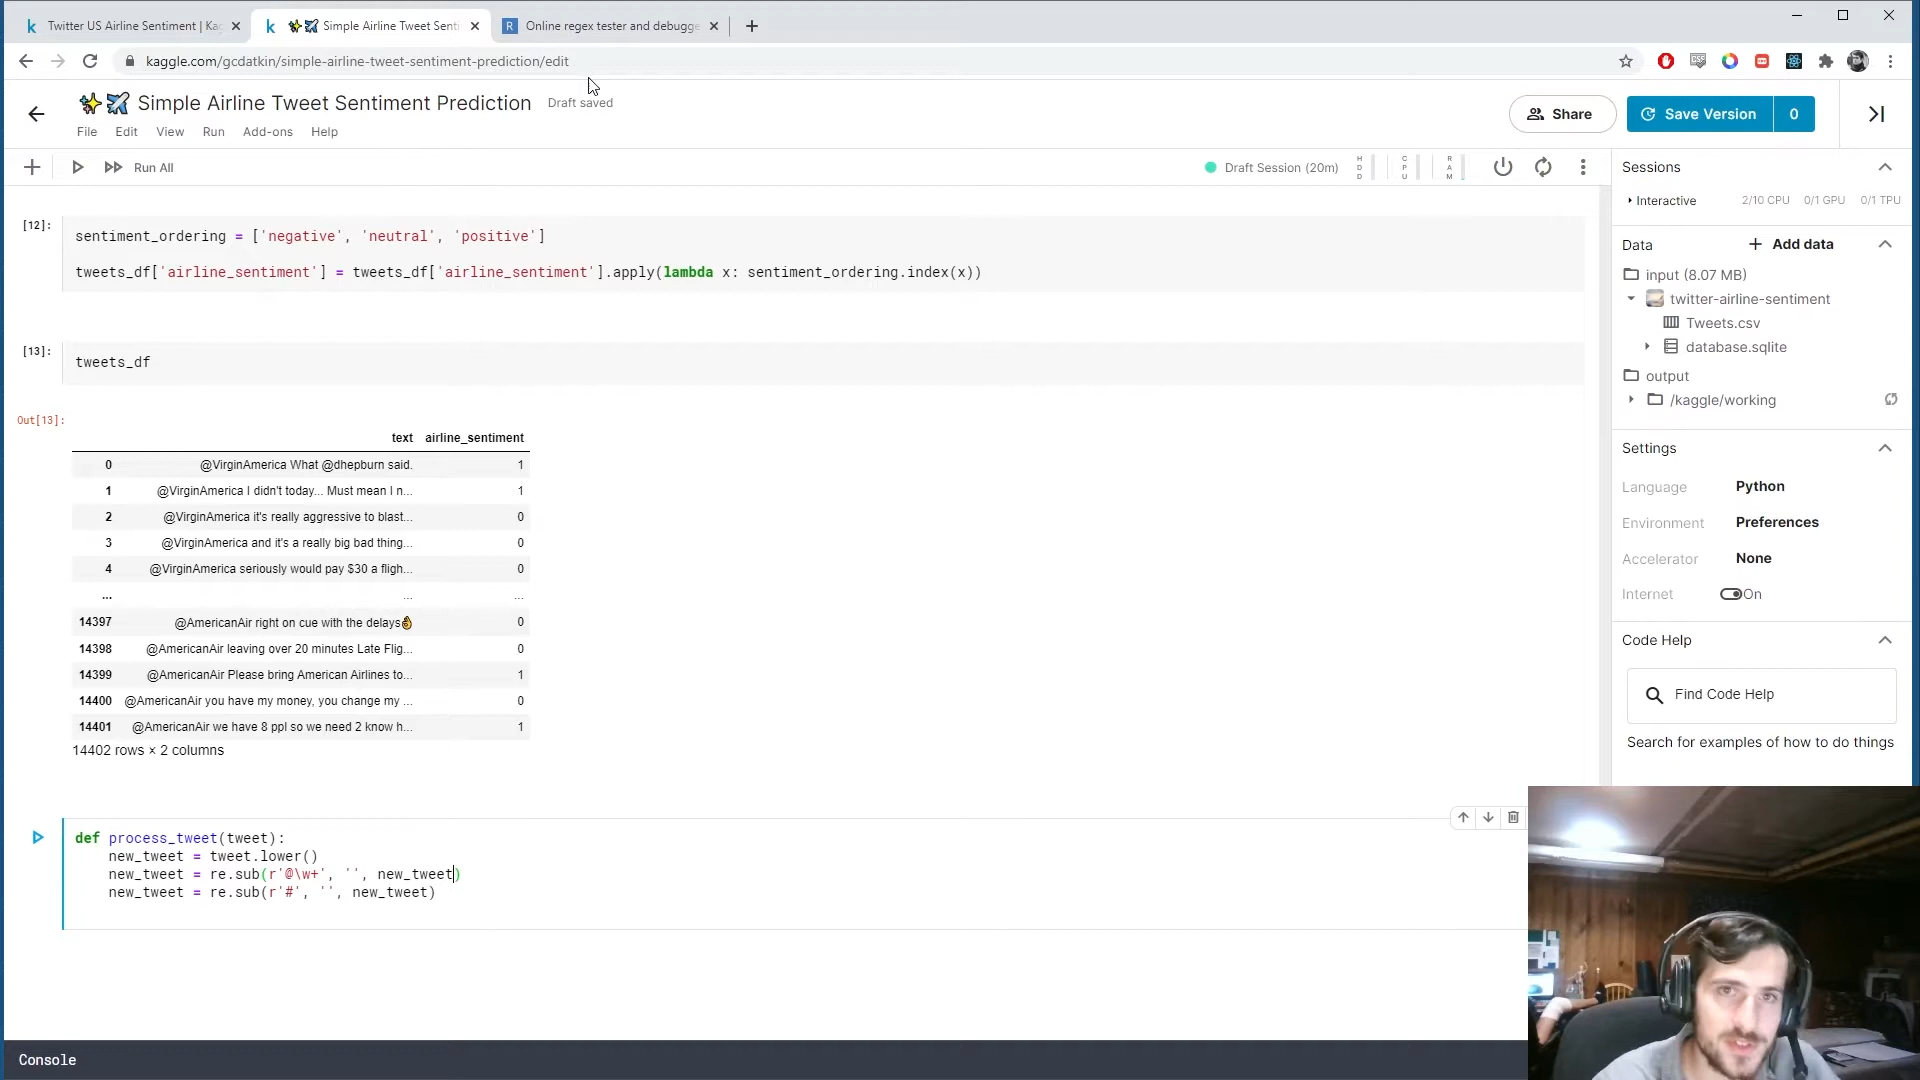 Twitter US Airline Sentiment | Kag
Simple Airline Tweet Senti
Online regex tester and debugge
kaggle.com/gcdatkin/simple-airline-tweet-sentiment-prediction/edit
✨✈️ Simple Airline Tweet Sentiment Prediction
Draft saved
Share
Save Version
0
File
Edit
View
Run
Add-ons
Help
Run All
Draft Session (20m)
HDD
CPU
RAM
[12]:
sentiment_ordering = ['negative', 'neutral', 'positive']
tweets_df['airline_sentiment'] = tweets_df['airline_sentiment'].apply(lambda x: sentiment_ordering.index(x))
[13]:
tweets_df
Out[13]:
text airline_sentiment
0 @VirginAmerica What @dhepburn said. 1
1 @VirginAmerica I didn't today... Must mean I n... 1
2 @VirginAmerica it's really aggressive to blast... 0
3 @VirginAmerica and it's a really big bad thing... 0
4 @VirginAmerica seriously would pay $30 a fligh... 0
... ... ...
14397 @AmericanAir right on cue with the delays👌 0
14398 @AmericanAir leaving over 20 minutes Late Flig... 0
14399 @AmericanAir Please bring American Airlines to... 1
14400 @AmericanAir you have my money, you change my ... 0
14401 @AmericanAir we have 8 ppl so we need 2 know h... 1
14402 rows × 2 columns
def process_tweet(tweet):
    new_tweet = tweet.lower()
    new_tweet = re.sub(r'@\w+', '', new_tweet)
    new_tweet = re.sub(r'#', '', new_tweet)
Console
Sessions
Interactive 2/10 CPU 0/1 GPU 0/1 TPU
Data
+ Add data
input (8.07 MB)
twitter-airline-sentiment
Tweets.csv
database.sqlite
output
/kaggle/working
Settings
Language Python
Environment Preferences
Accelerator None
Internet On
Code Help
Find Code Help
Search for examples of how to do things